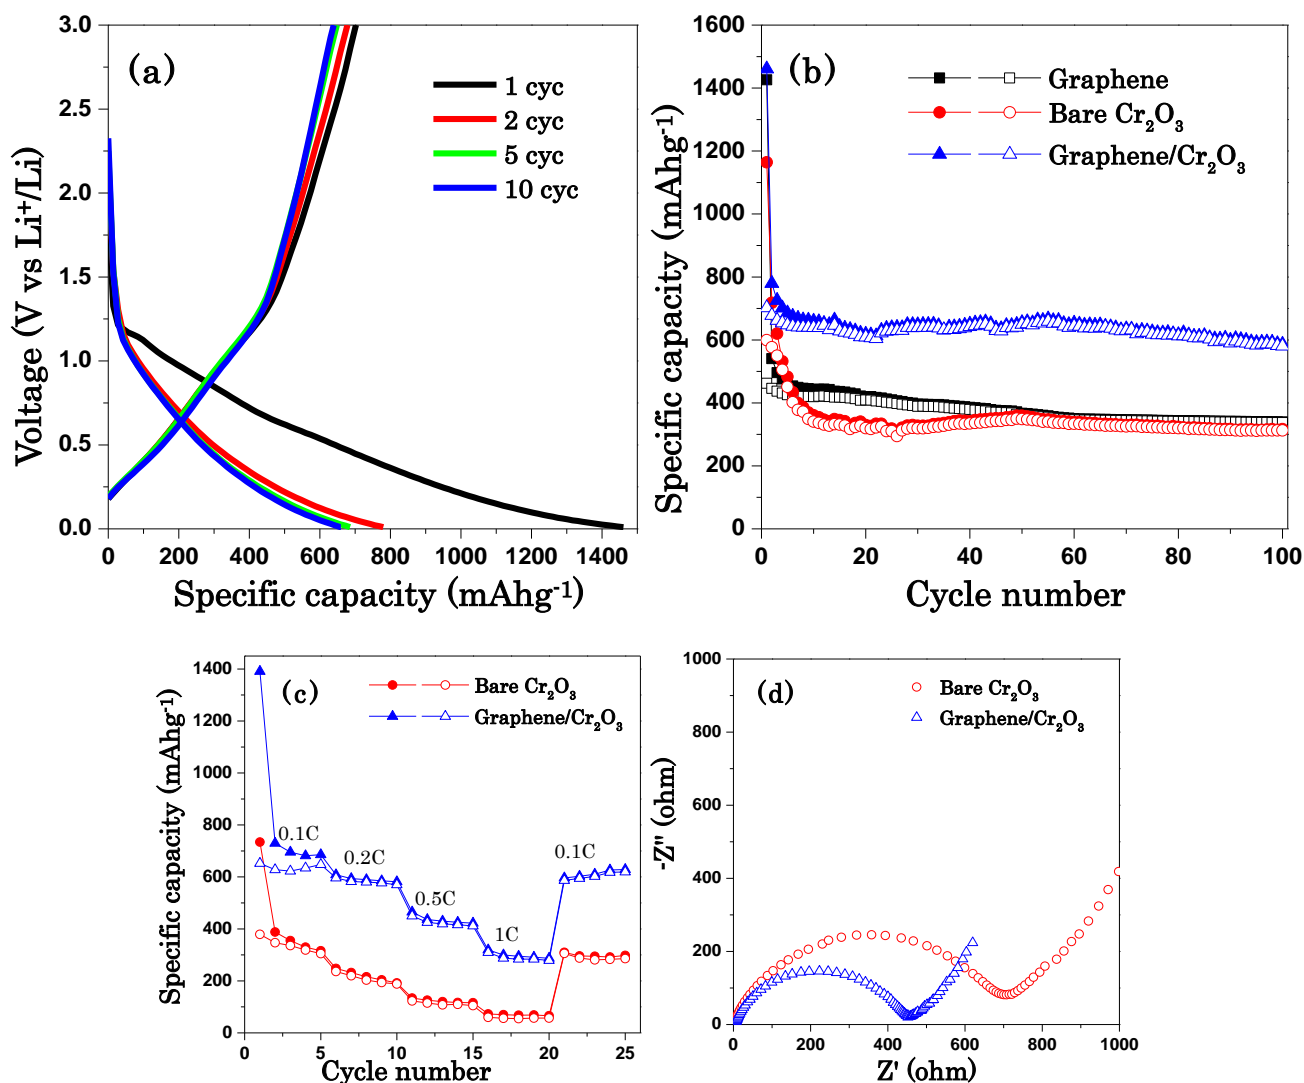 (a)
1 cyc
2 cyc
5 cyc
10 cyc
Voltage (V vs Li⁺/Li)
3.0
2.5
2.0
1.5
1.0
0.5
0.0
0 200 400 600 800 1000 1200 1400
Specific capacity (mAhg⁻¹)
(b)
Graphene
Bare Cr₂O₃
Graphene/Cr₂O₃
Specific capacity (mAhg⁻¹)
1600
1400
1200
1000
800
600
400
200
0
0 20 40 60 80 100
Cycle number
(c)
Bare Cr₂O₃
Graphene/Cr₂O₃
Specific capacity (mAhg⁻¹)
1400
1200
1000
800
600
400
200
0
0.1C
0.2C
0.5C
1C
0.1C
0 5 10 15 20 25
Cycle number
(d)
Bare Cr₂O₃
Graphene/Cr₂O₃
-Z'' (ohm)
1000
800
600
400
200
0
0 200 400 600 800 1000
Z' (ohm)